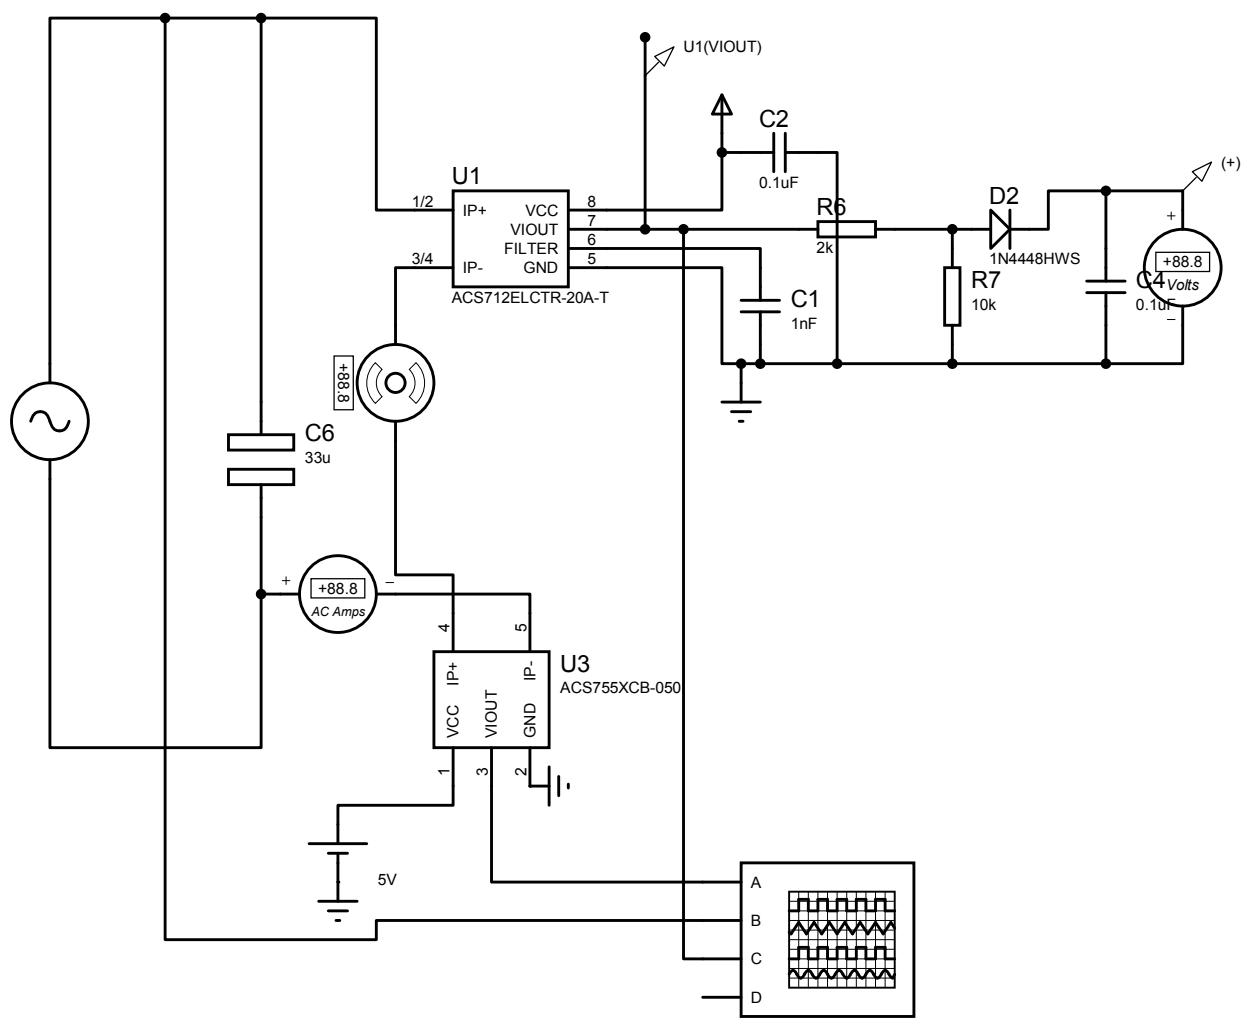 U1(VIOUT)
C2
0.1uF
(+)
U1
1/2
IP+
VCC
8
VIOUT
7
FILTER
6
3/4
IP-
GND
5
ACS712ELCTR-20A-T
R6
2k
D2
1N4448HWS
+
+88.8
Volts
−
R7
10k
C4
0.1uF
C1
1nF
+88.8
C6
33u
+
+88.8
AC Amps
−
4
5
IP+
IP-
VCC
VIOUT
GND
U3
ACS755XCB-050
1
3
2
5V
A
B
C
D